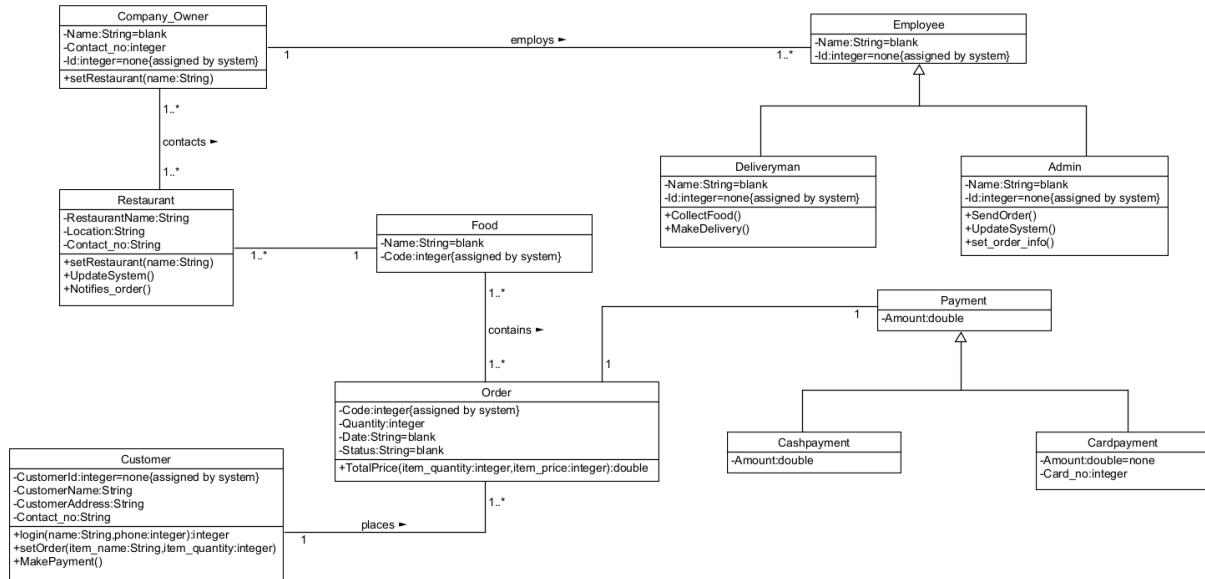 Company_Owner
-Name:String=blank
-Contact_no:integer
-Id:integer=none{assigned by system}
+setRestaurant(name:String)
employs ►
1
1..*
Employee
-Name:String=blank
-Id:integer=none{assigned by system}
1..*
contacts ►
1..*
Deliveryman
-Name:String=blank
-Id:integer=none{assigned by system}
+CollectFood()
+MakeDelivery()
Admin
-Name:String=blank
-Id:integer=none{assigned by system}
+SendOrder()
+UpdateSystem()
+set_order_info()
Restaurant
-RestaurantName:String
-Location:String
-Contact_no:String
+setRestaurant(name:String)
+UpdateSystem()
+Notifies_order()
1..*
1
Food
-Name:String=blank
-Code:integer{assigned by system}
1..*
contains ►
1..*
1
1
Payment
-Amount:double
Order
-Code:integer{assigned by system}
-Quantity:integer
-Date:String=blank
-Status:String=blank
+TotalPrice(item_quantity:integer,item_price:integer):double
Cashpayment
-Amount:double
Cardpayment
-Amount:double=none
-Card_no:integer
Customer
-CustomerId:integer=none{assigned by system}
-CustomerName:String
-CustomerAddress:String
-Contact_no:String
+login(name:String,phone:integer):integer
+setOrder(item_name:String,item_quantity:integer)
+MakePayment()
1
places ►
1..*